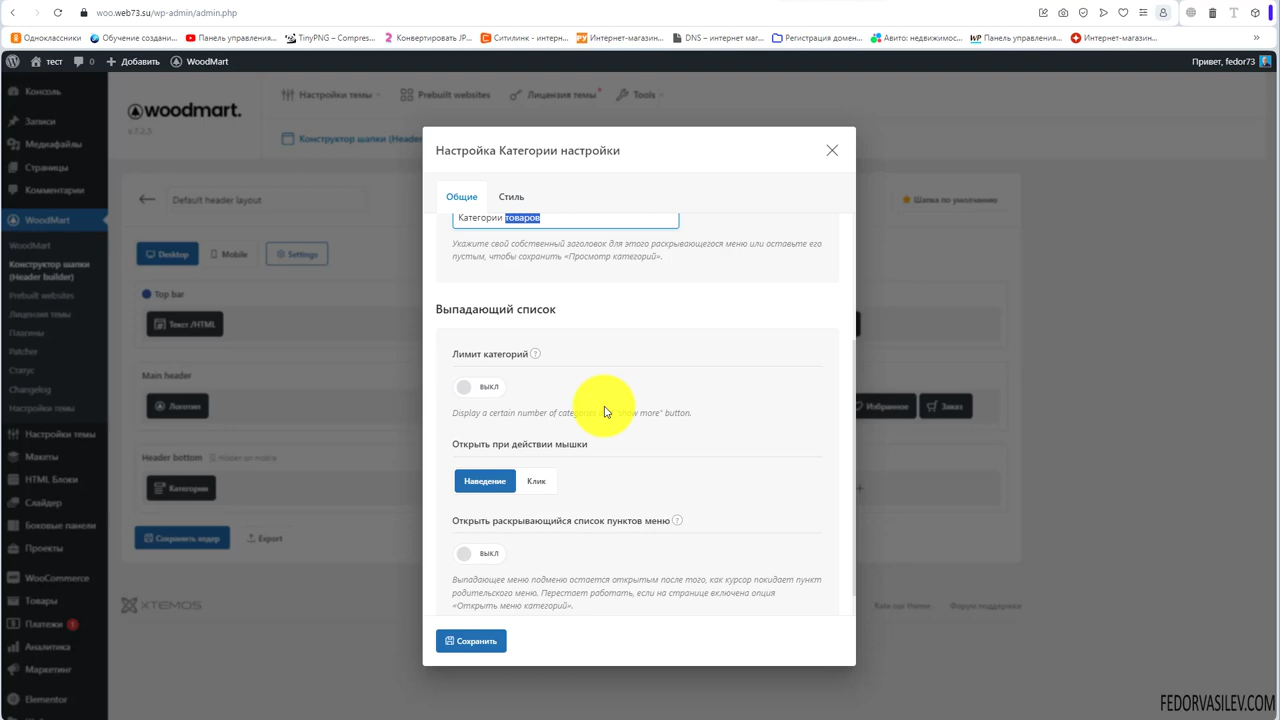 woo.web73.su/wp-admin/admin.php
Одноклассники
Обучение создани...
Панель управления...
TinyPNG – Compres...
Конвертировать JP...
Ситилинк - интерн...
Интернет-магазин...
DNS – интернет маг...
Регистрация домен...
Авито: недвижимос...
Панель управления...
Интернет-магазин...
тест
0
Добавить
WoodMart
Привет, fedor73
Консоль
Записи
Медиафайлы
Страницы
Комментарии
WoodMart
WoodMart
Конструктор шапки
(Header builder)
Prebuilt websites
Лицензия темы
Плагины
Patcher
Статус
Changelog
Настройки темы
Настройки темы
Макеты
HTML Блоки
Слайдер
Боковые панели
Проекты
WooCommerce
Товары
Платежи 1
Аналитика
Маркетинг
Elementor
woodmart.
Настройки темы
Prebuilt websites
Лицензия темы
Tools
Конструктор шапки (Header
Default header layout
Шапка по умолчанию
Desktop
Mobile
Settings
Top bar
Текст /HTML
Main header
Логотип
Избранное
Заказ
Header bottom
Категории
Сохранить хедер
Export
XTEMOS
Rate our theme
Форум поддержки
Настройка Категории настройки
Общие
Стиль
Категории товаров
Укажите свой собственный заголовок для этого раскрывающегося меню или оставьте его
пустым, чтобы сохранить «Просмотр категорий».
Выпадающий список
Лимит категорий ?
ВЫКЛ
Display a certain number of categories "show more" button.
Открыть при действии мышки
Наведение
Клик
Открыть раскрывающийся список пунктов меню ?
ВЫКЛ
Выпадающее меню подменю остается открытым после того, как курсор покидает пункт
родительского меню. Перестает работать, если на странице включена опция
«Открыть меню категорий».
Сохранить
FEDORVASILEV.COM